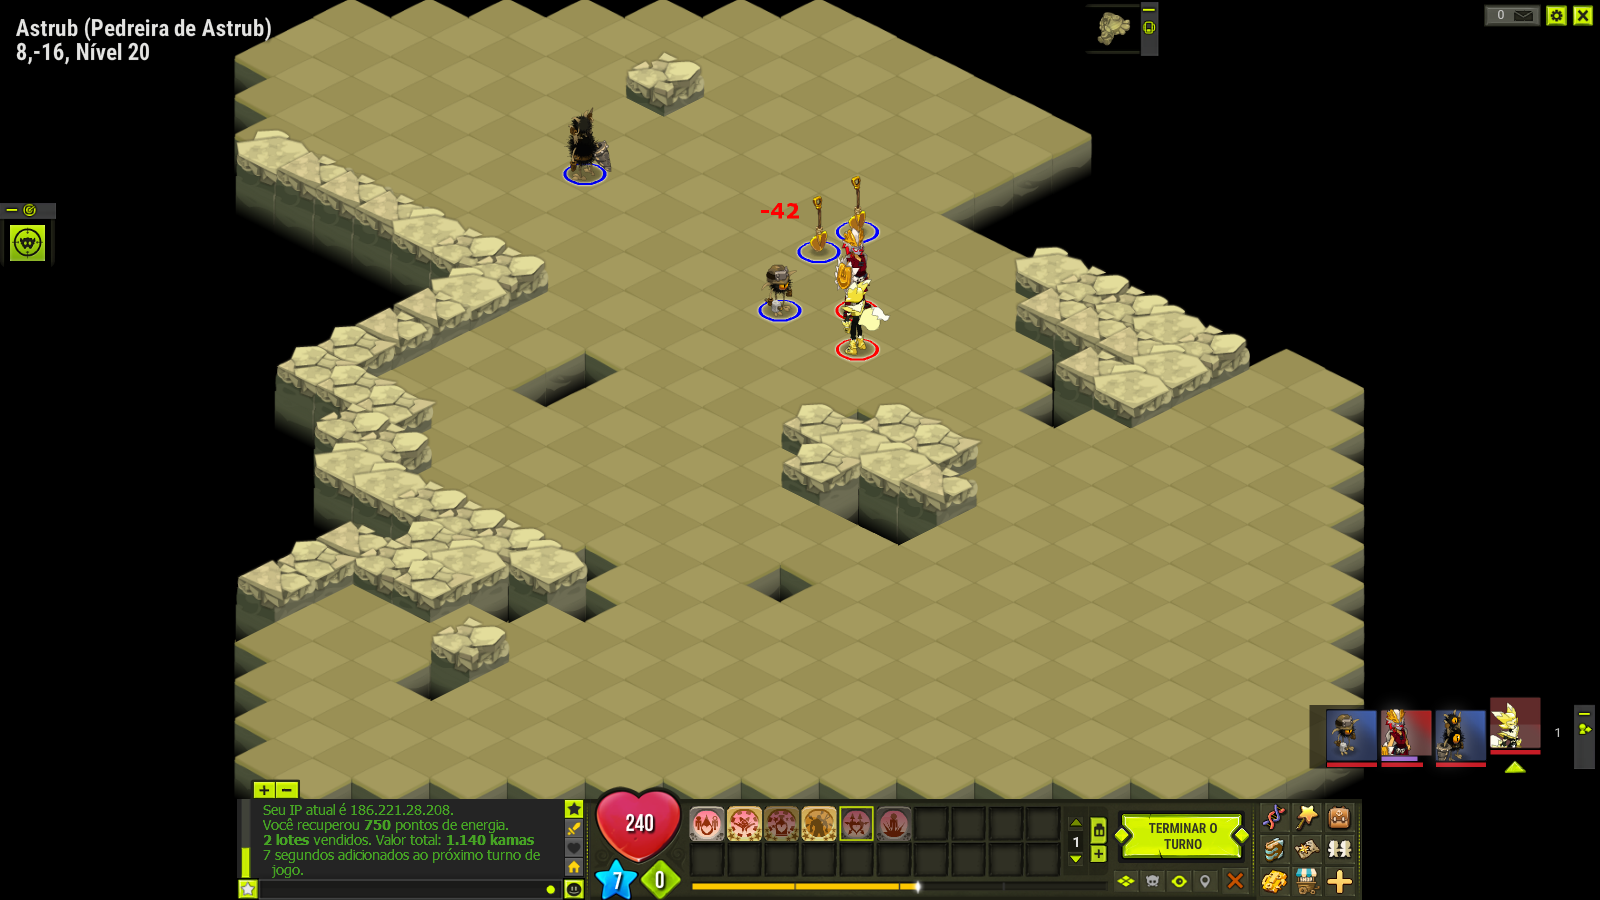 Astrub (Pedreira de Astrub)
8,-16, Nível 20
0
-42
1
Seu IP atual é 186.221.28.208.
Você recuperou 750 pontos de energia.
2 lotes vendidos. Valor total: 1.140 kamas
7 segundos adicionados ao próximo turno de
jogo.
240
7
0
1
TERMINAR O
TURNO
SHOP